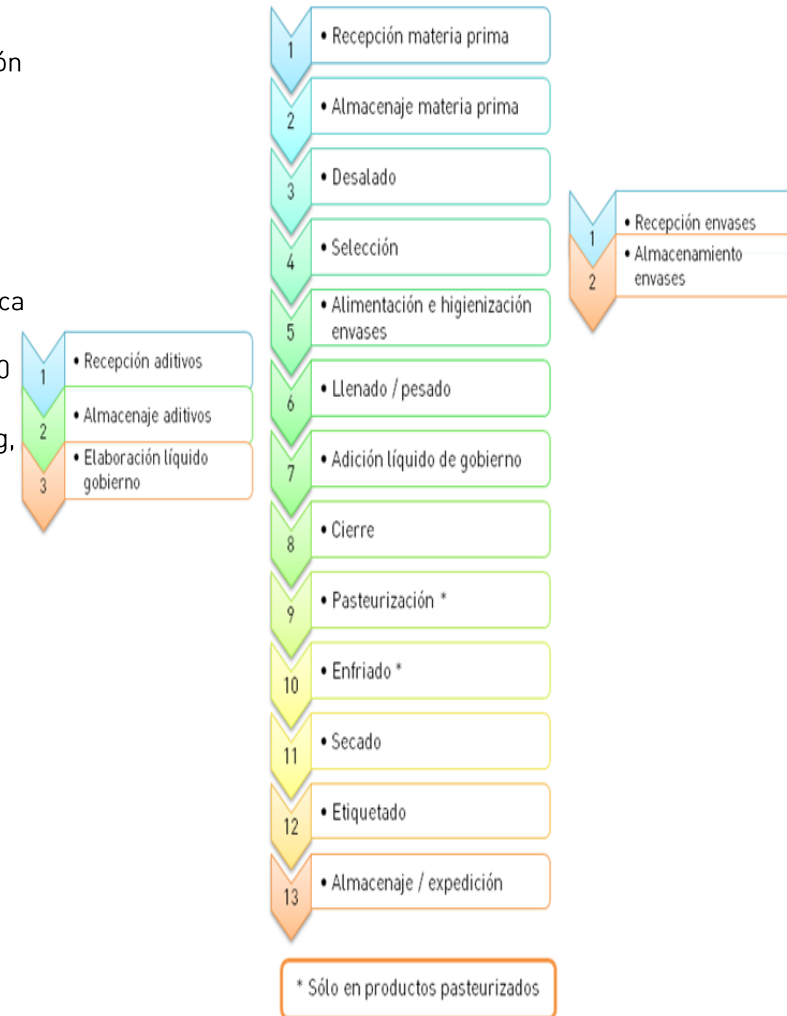 ón
ca
0
g,
1
• Recepción aditivos
2
• Almacenaje aditivos
3
• Elaboración líquido
gobierno
1
• Recepción materia prima
2
• Almacenaje materia prima
3
• Desalado
4
• Selección
5
• Alimentación e higienización
envases
6
• Llenado / pesado
7
• Adición líquido de gobierno
8
• Cierre
9
• Pasteurización *
10
• Enfriado *
11
• Secado
12
• Etiquetado
13
• Almacenaje / expedición
* Sólo en productos pasteurizados
1
• Recepción envases
2
• Almacenamiento
envases